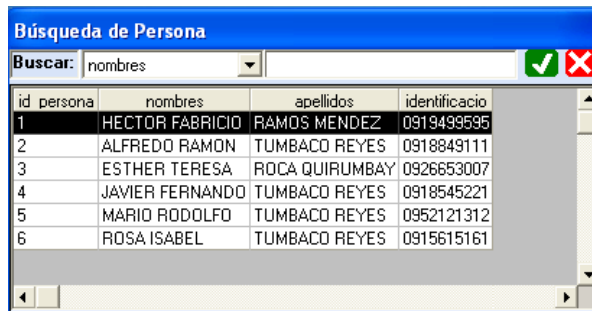 Búsqueda de Persona
Buscar: nombres
id_persona nombres apellidos identificacio
1 HECTOR FABRICIO RAMOS MENDEZ 0919499595
2 ALFREDO RAMON TUMBACO REYES 0918849111
3 ESTHER TERESA ROCA QUIRUMBAY 0926653007
4 JAVIER FERNANDO TUMBACO REYES 0918545221
5 MARIO RODOLFO TUMBACO REYES 0952121312
6 ROSA ISABEL TUMBACO REYES 0915615161